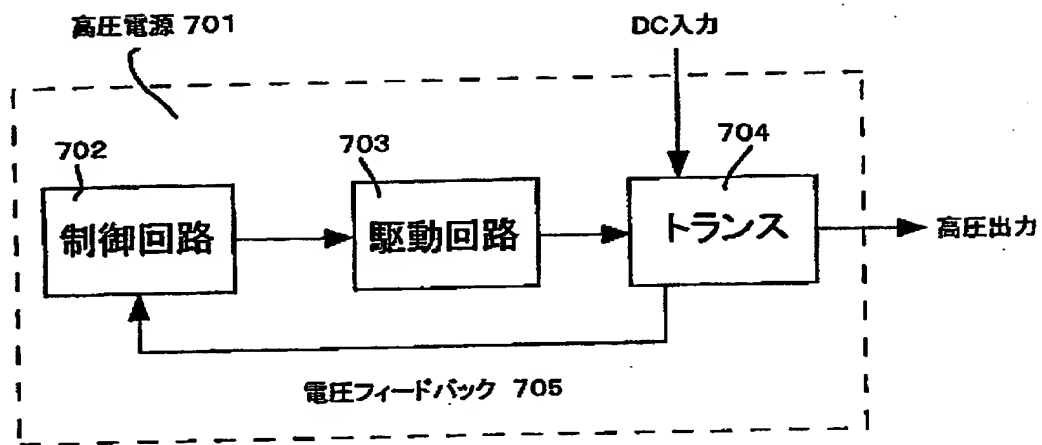 高圧電源 701
DC入力
702
703
704
制御回路
駆動回路
トランス
高圧出力
電圧フィードバック 705